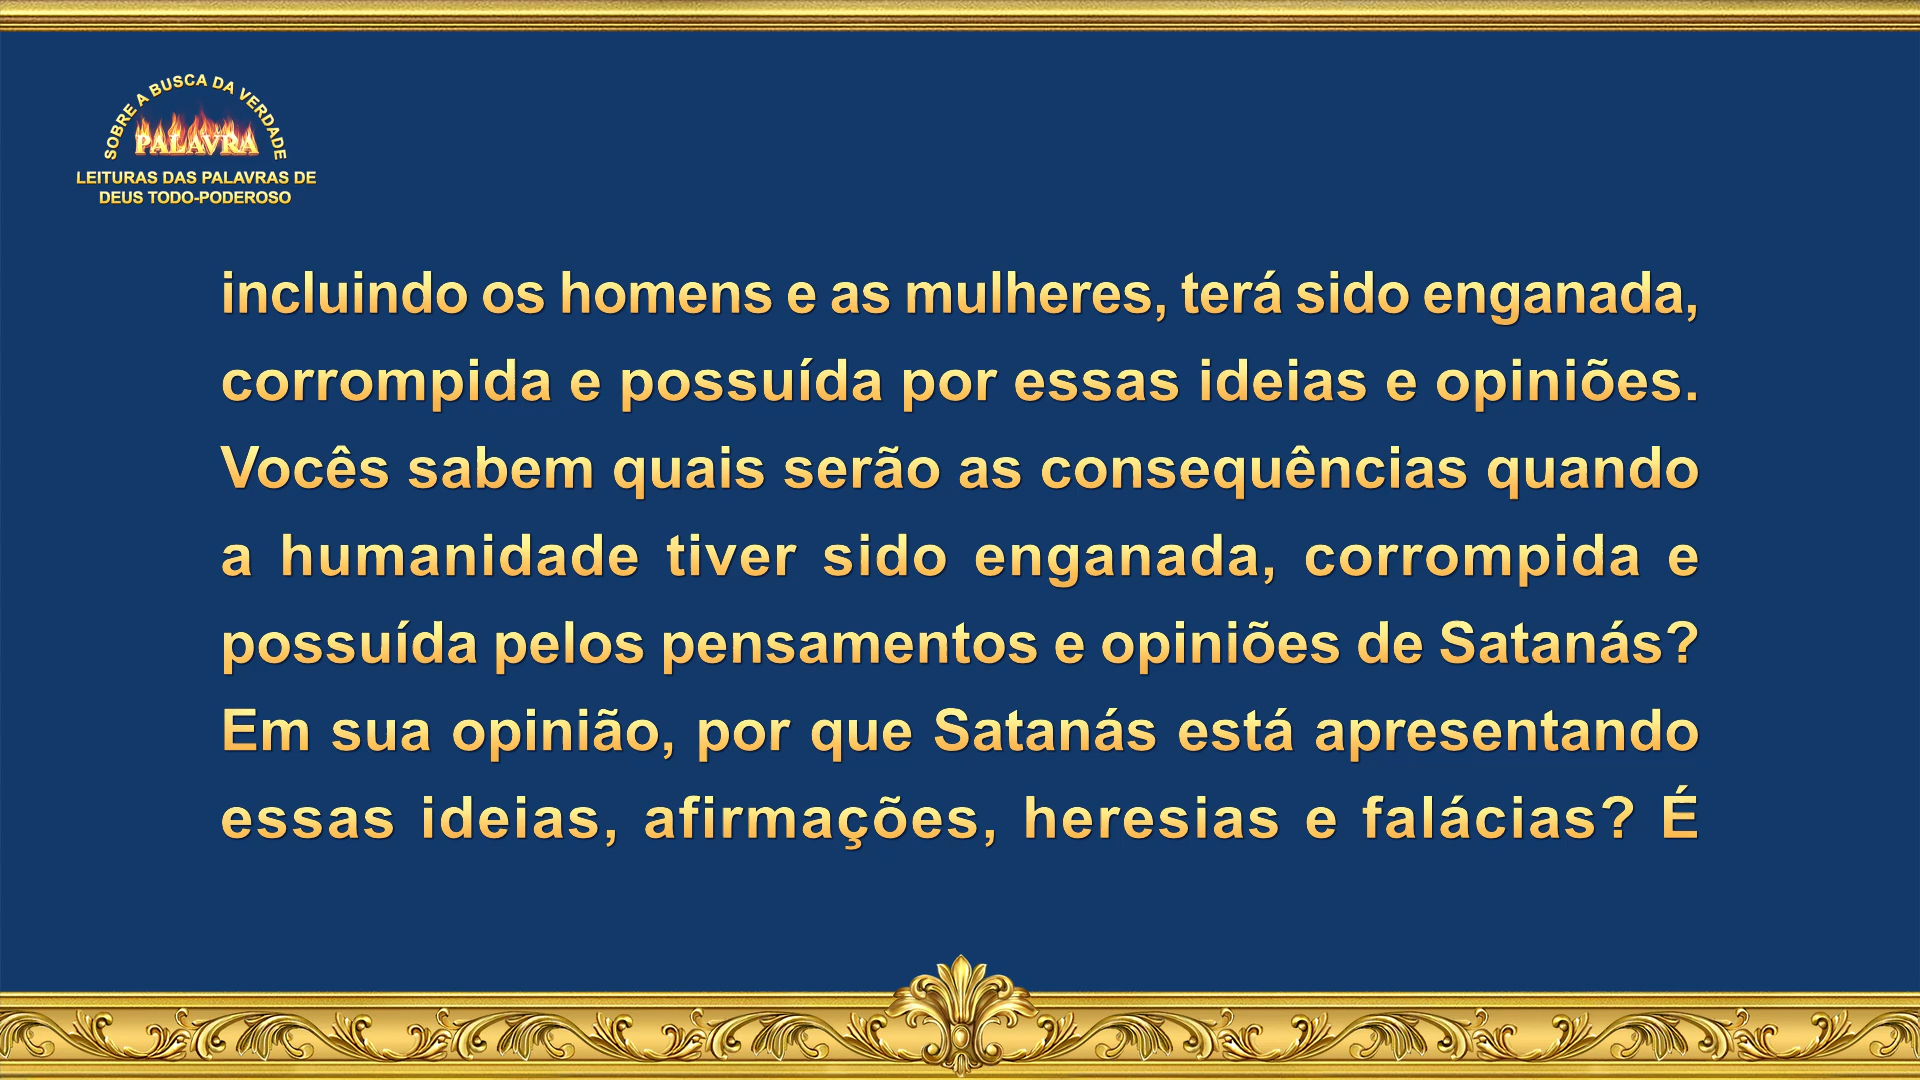 SOBRE A BUSCA DA VERDADE
PALAVRA
LEITURAS DAS PALAVRAS DE
DEUS TODO-PODEROSO
incluindo os homens e as mulheres, terá sido enganada,
corrompida e possuída por essas ideias e opiniões.
Vocês sabem quais serão as consequências quando
a humanidade tiver sido enganada, corrompida e
possuída pelos pensamentos e opiniões de Satanás?
Em sua opinião, por que Satanás está apresentando
essas ideias, afirmações, heresias e falácias? É